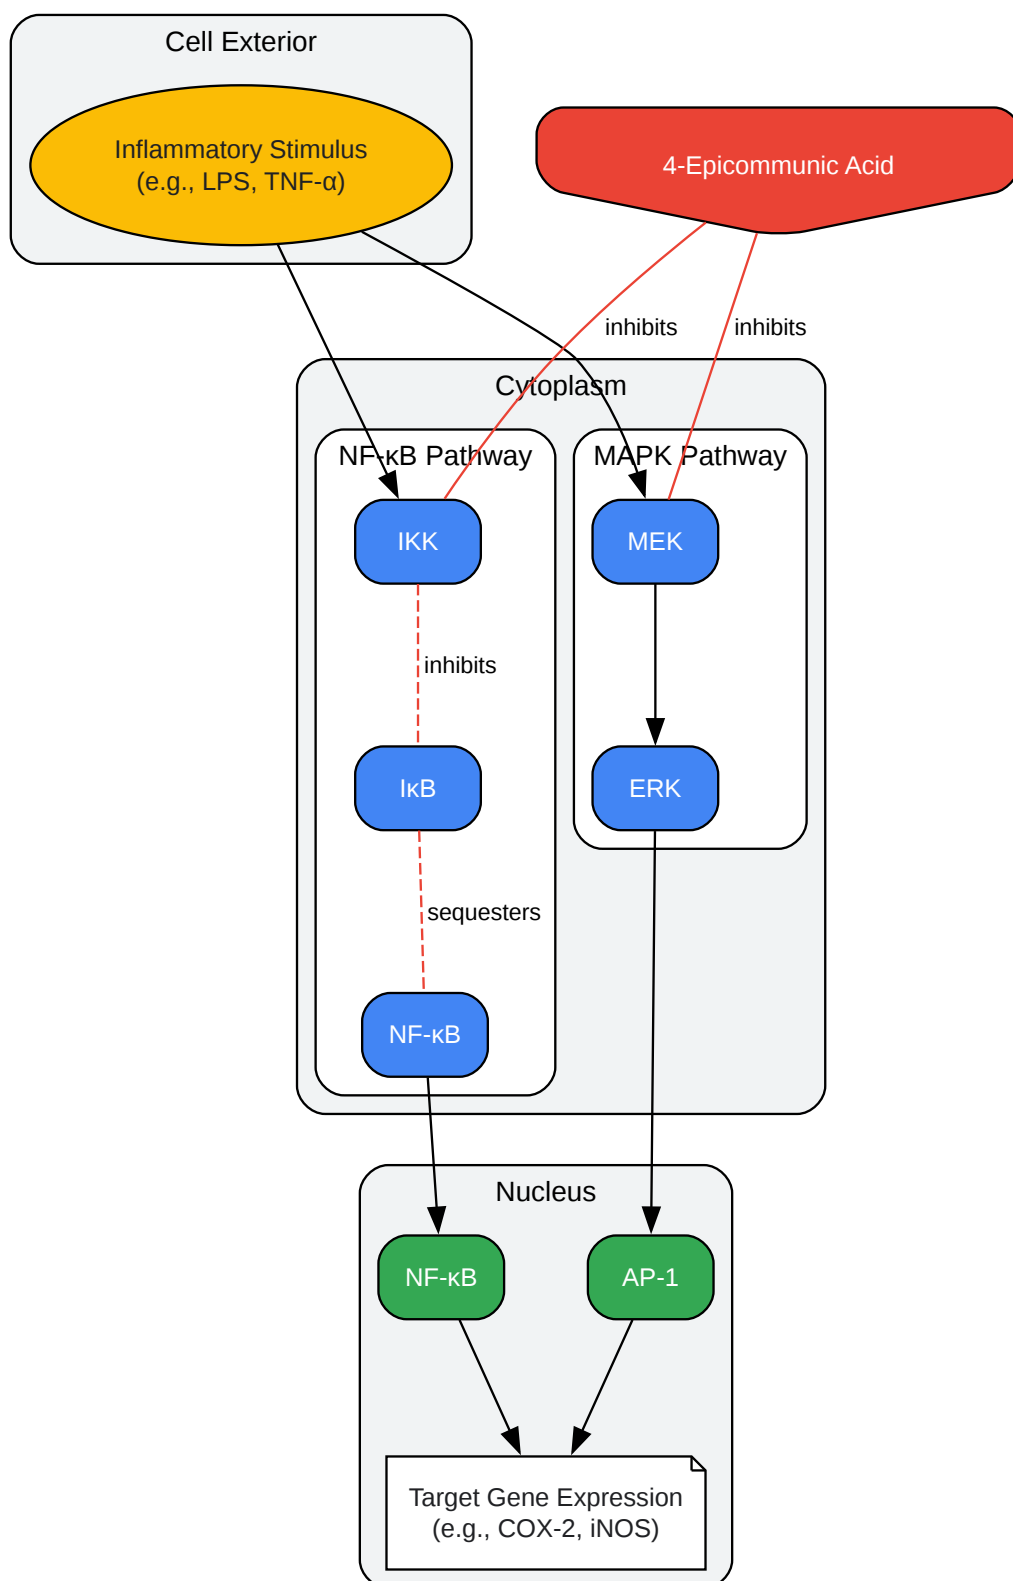 Cell Exterior
Inflammatory Stimulus
(e.g., LPS, TNF-α)
4-Epicommunic Acid
inhibits
inhibits
Cytoplasm
NF-κB Pathway
MAPK Pathway
IKK
MEK
inhibits
IκB
ERK
sequesters
NF-κB
Nucleus
NF-κB
AP-1
Target Gene Expression
(e.g., COX-2, iNOS)